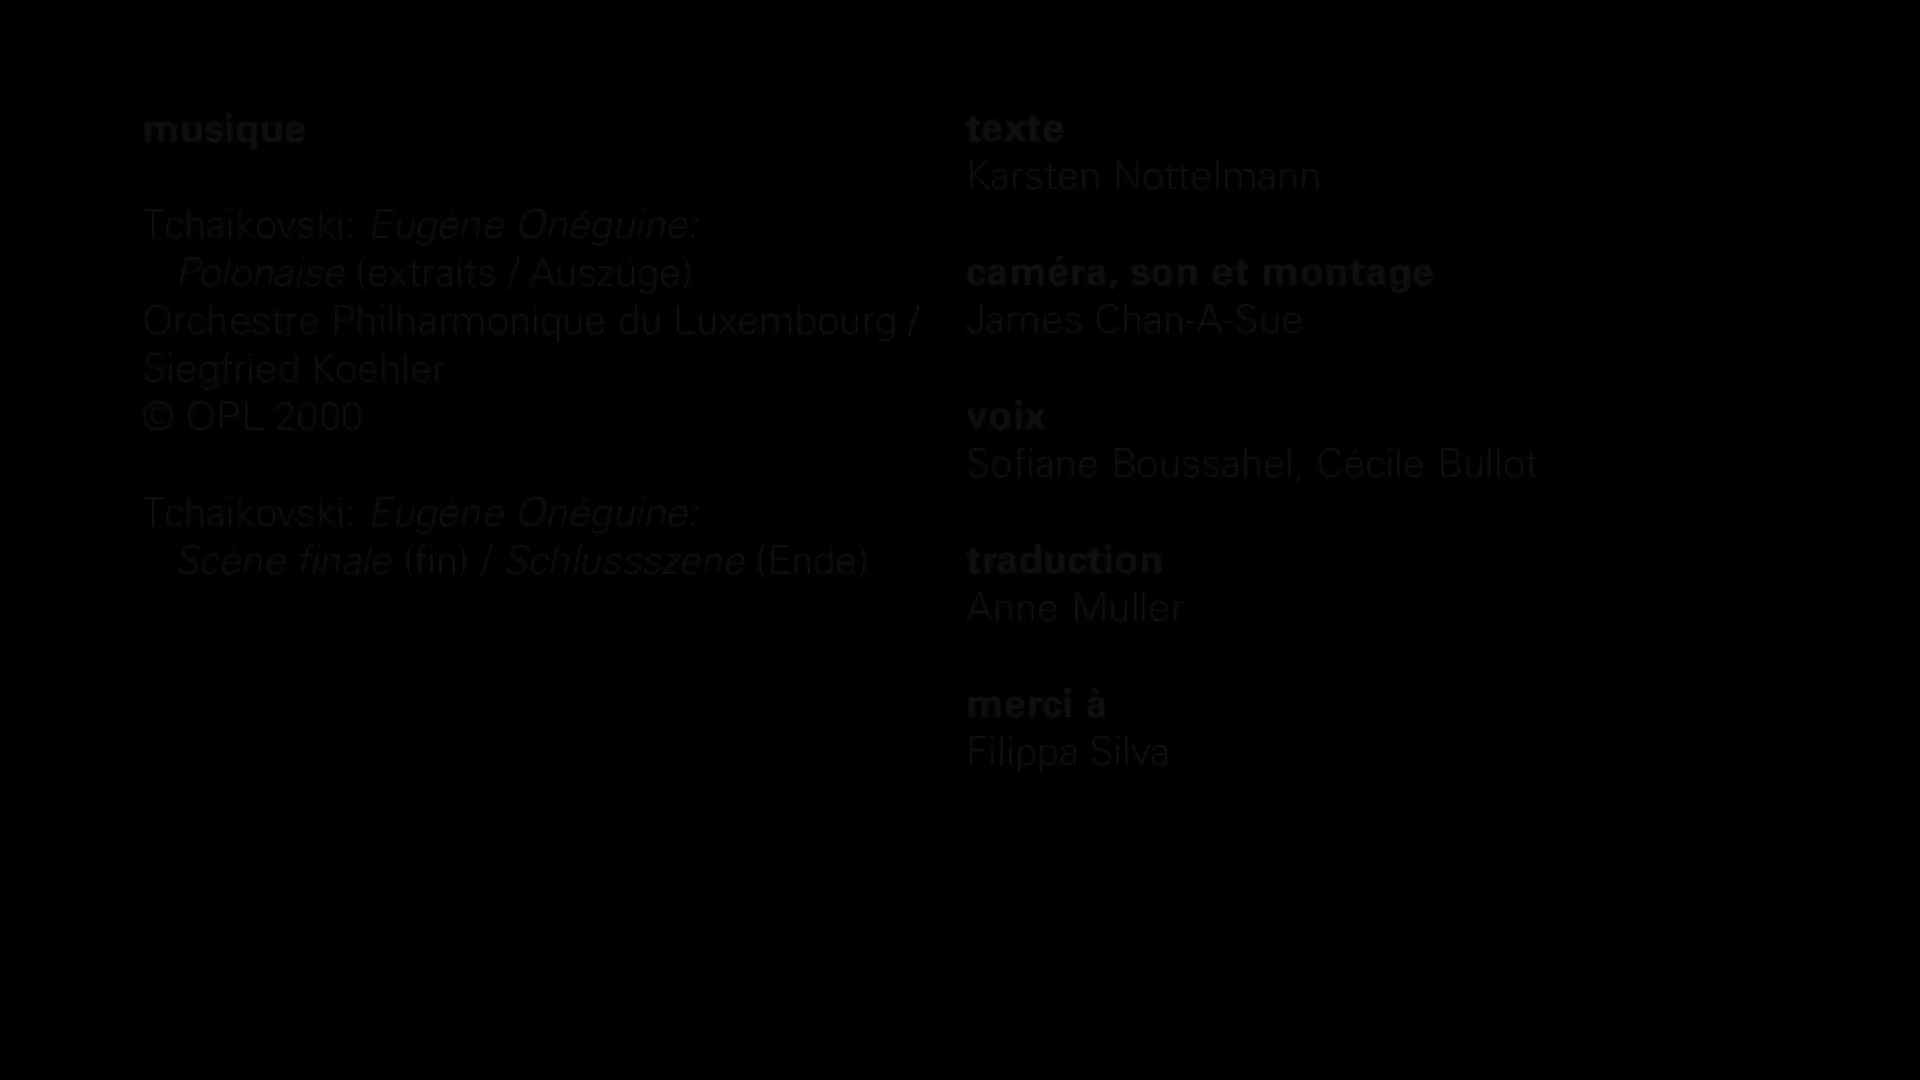 musique
Tchaïkovski: Eugène Onéguine:
Polonaise (extraits / Auszüge)
Orchestre Philharmonique du Luxembourg /
Siegfried Koehler
© OPL 2000
Tchaïkovski: Eugène Onéguine:
Scène finale (fin) / Schlussszene (Ende)
texte
Karsten Nottelmann
caméra, son et montage
James Chan-A-Sue
voix
Sofiane Boussahel, Cécile Bullot
traduction
Anne Muller
merci à
Filippa Silva